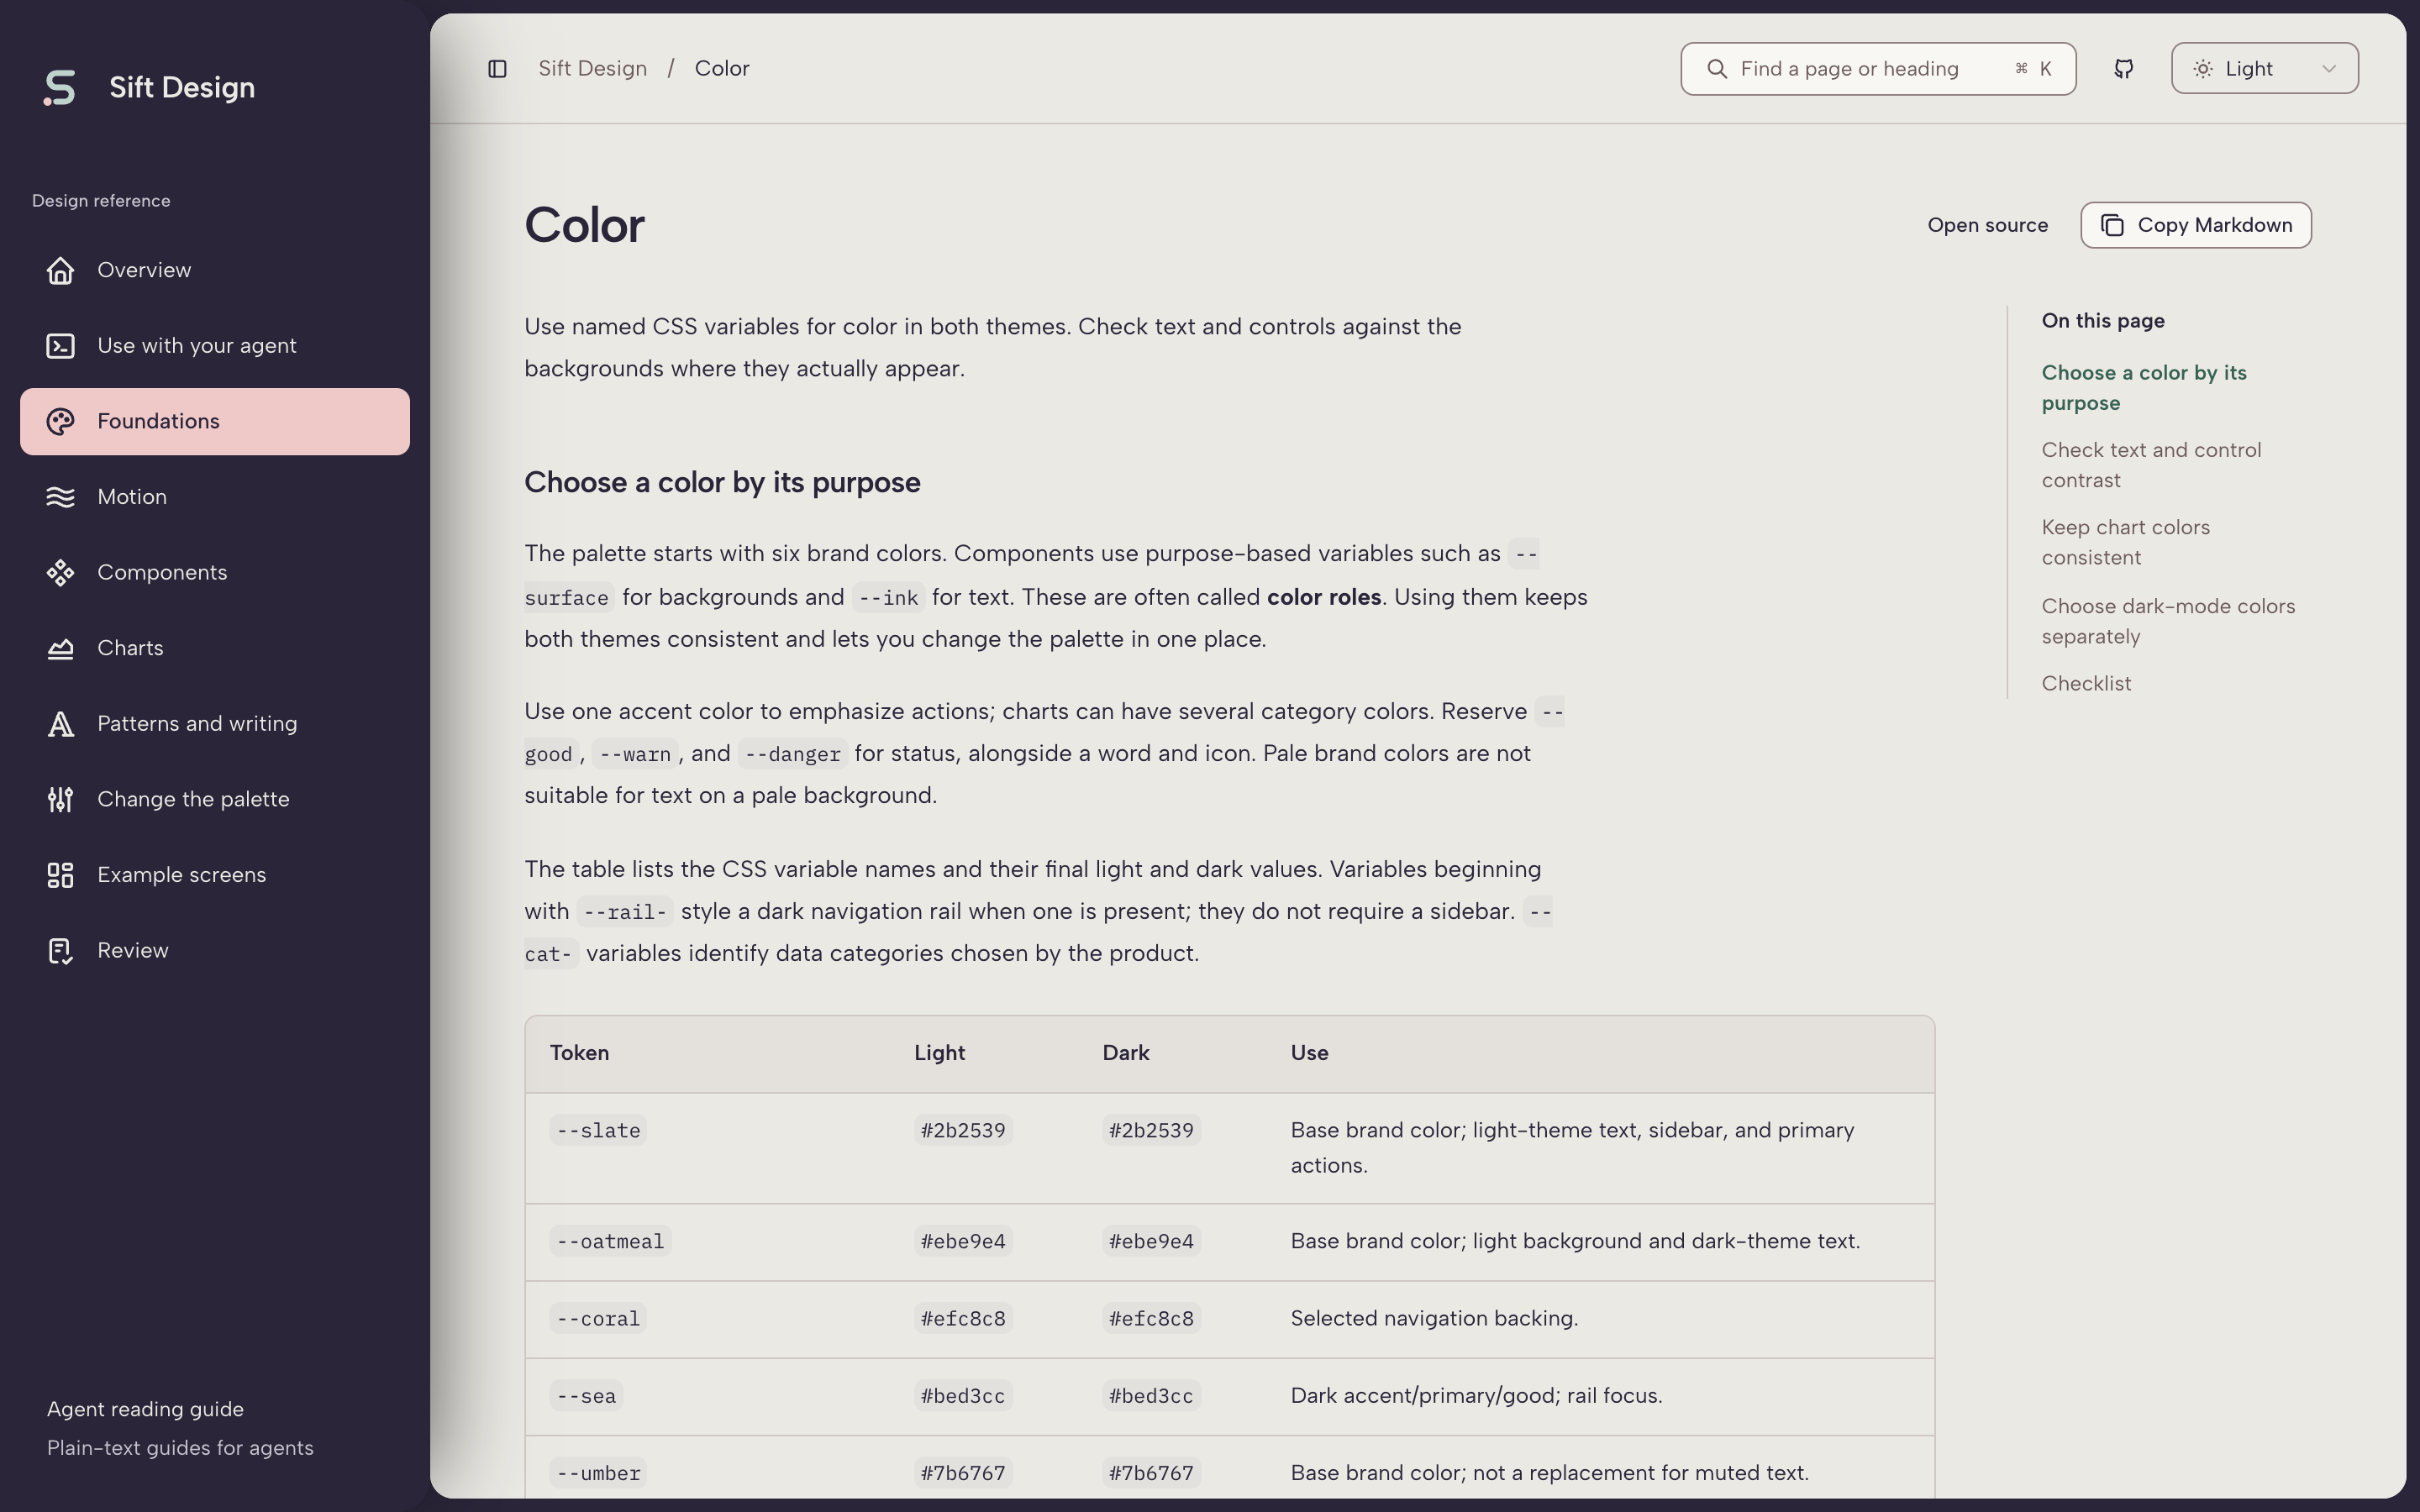 Sift Design
Design reference
Overview
Use with your agent
Foundations
Motion
Components
Charts
Patterns and writing
Change the palette
Example screens
Review
Agent reading guide
Plain-text guides for agents
Sift Design / Color
Find a page or heading ⌘ K
Light
Color
Open source
Copy Markdown
Use named CSS variables for color in both themes. Check text and controls against the
backgrounds where they actually appear.
Choose a color by its purpose
The palette starts with six brand colors. Components use purpose-based variables such as --
surface for backgrounds and --ink for text. These are often called color roles. Using them keeps
both themes consistent and lets you change the palette in one place.
Use one accent color to emphasize actions; charts can have several category colors. Reserve --
good, --warn, and --danger for status, alongside a word and icon. Pale brand colors are not
suitable for text on a pale background.
The table lists the CSS variable names and their final light and dark values. Variables beginning
with --rail- style a dark navigation rail when one is present; they do not require a sidebar. --
cat- variables identify data categories chosen by the product.
Token Light Dark Use
--slate #2b2539 #2b2539 Base brand color; light-theme text, sidebar, and primary
actions.
--oatmeal #ebe9e4 #ebe9e4 Base brand color; light background and dark-theme text.
--coral #efc8c8 #efc8c8 Selected navigation backing.
--sea #bed3cc #bed3cc Dark accent/primary/good; rail focus.
--umber #7b6767 #7b6767 Base brand color; not a replacement for muted text.
On this page
Choose a color by its
purpose
Check text and control
contrast
Keep chart colors
consistent
Choose dark-mode colors
separately
Checklist